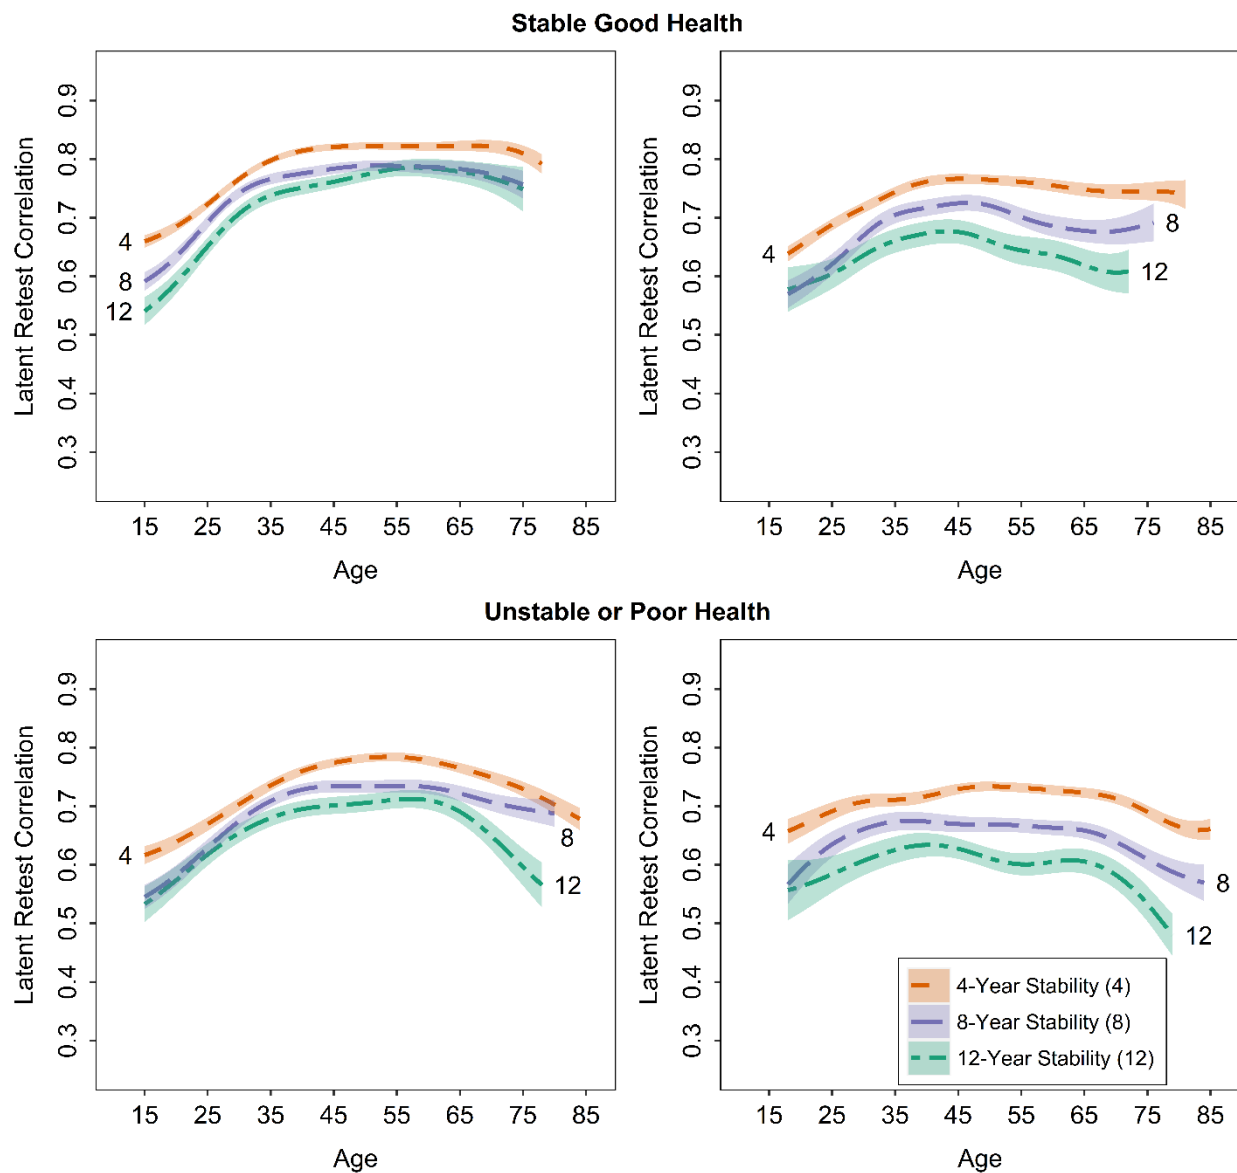 Stable Good Health
Latent Retest Correlation
0.3 0.4 0.5 0.6 0.7 0.8 0.9
4
8
12
15 25 35 45 55 65 75 85
Age
Latent Retest Correlation
0.3 0.4 0.5 0.6 0.7 0.8 0.9
4
8
12
15 25 35 45 55 65 75 85
Age
Unstable or Poor Health
Latent Retest Correlation
0.3 0.4 0.5 0.6 0.7 0.8 0.9
4
8
12
15 25 35 45 55 65 75 85
Age
Latent Retest Correlation
0.3 0.4 0.5 0.6 0.7 0.8 0.9
4
8
12
4-Year Stability (4)
8-Year Stability (8)
12-Year Stability (12)
15 25 35 45 55 65 75 85
Age